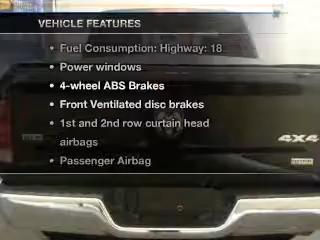 VEHICLE FEATURES
• Fuel Consumption: Highway: 18
• Power windows
• 4-wheel ABS Brakes
• Front Ventilated disc brakes
• 1st and 2nd row curtain head
airbags
• Passenger Airbag
4X4